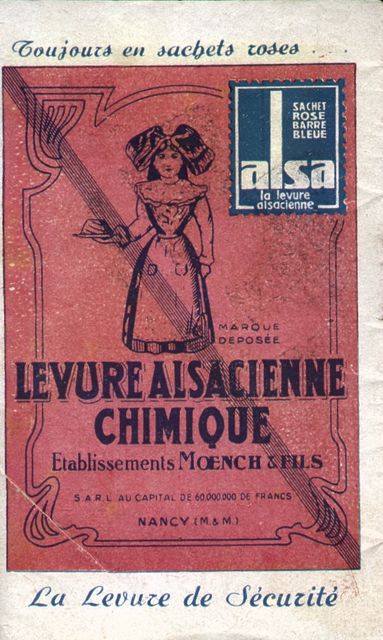 Toujours en sachets roses ....
SACHET
ROSE
BARRE
BLEUE
alsa
la levure
alsacienne
MARQUE
DEPOSÉE
LEVURE ALSACIENNE
CHIMIQUE
Etablissements MOENCH & FILS
S.A.R.L. AU CAPITAL DE 60.000.000 DE FRANCS
NANCY (M.& M.)
La Levure de Sécurité